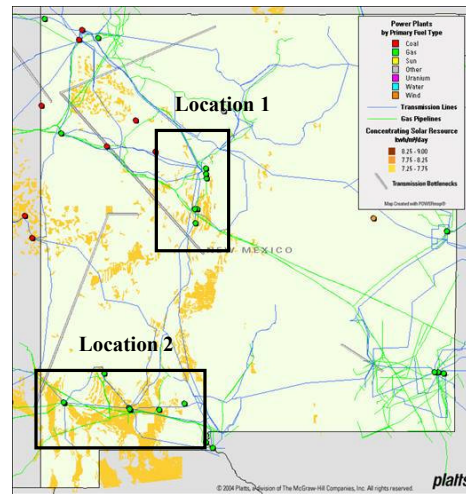 Power Plants
by Primary Fuel Type
Coal
Gas
Sun
Other
Uranium
Water
Wind
Transmission Lines
Gas Pipelines
Concentrating Solar Resource
kwh/m²/day
8.25 - 9.00
7.75 - 8.25
7.25 - 7.75
Transmission Bottlenecks
Map Created with POWERmap®
Location 1
NEW MEXICO
Location 2
© 2004 Platts, a Division of The McGraw-Hill Companies, Inc. All rights reserved.
platts